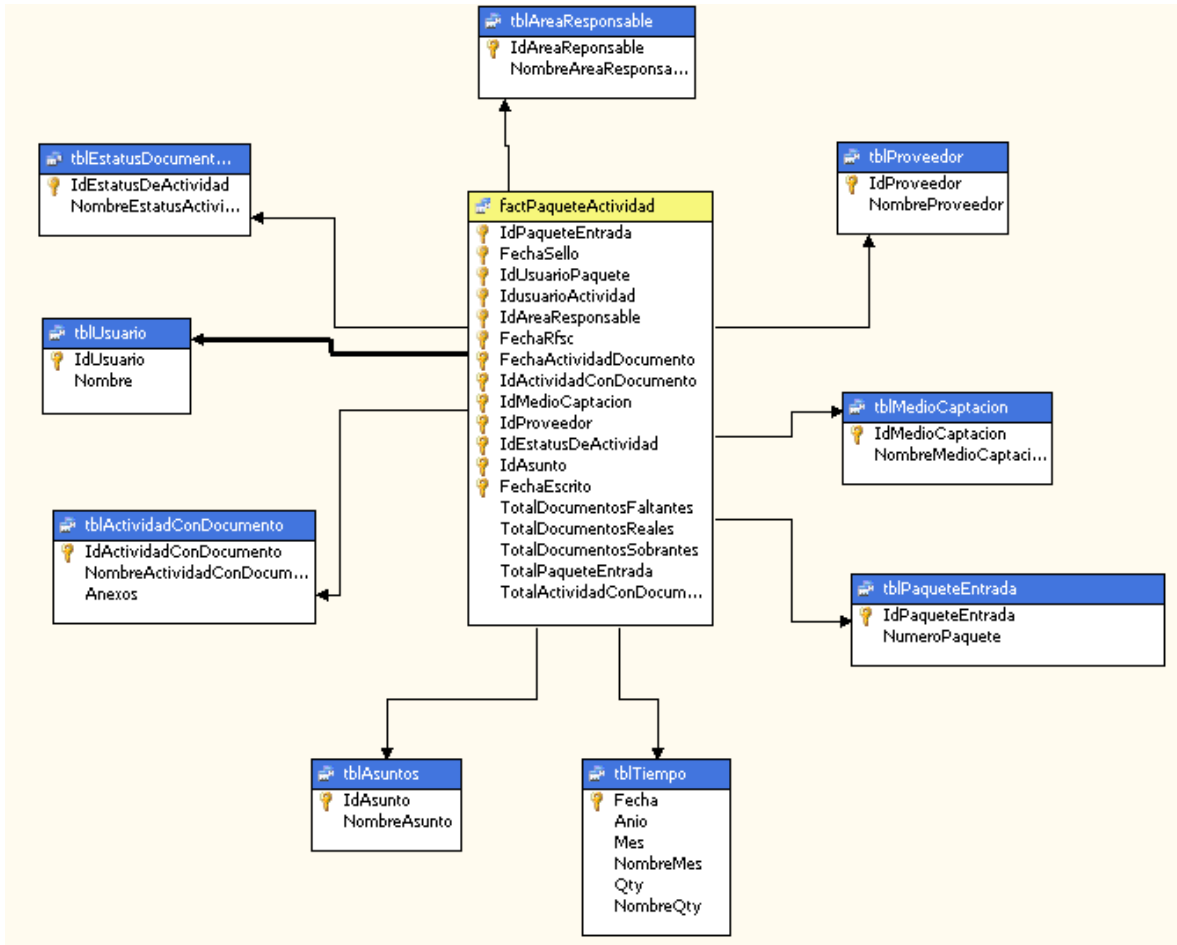 tblAreaResponsable
IdAreaReponsable
NombreAreaResponsa...
tblEstatusDocument...
IdEstatusDeActividad
NombreEstatusActivi...
tblProveedor
IdProveedor
NombreProveedor
factPaqueteActividad
IdPaqueteEntrada
FechaSello
IdUsuarioPaquete
IdusuarioActividad
IdAreaResponsable
FechaRfsc
FechaActividadDocumento
IdActividadConDocumento
IdMedioCaptacion
IdProveedor
IdEstatusDeActividad
IdAsunto
FechaEscrito
TotalDocumentosFaltantes
TotalDocumentosReales
TotalDocumentosSobrantes
TotalPaqueteEntrada
TotalActividadConDocum...
tblUsuario
IdUsuario
Nombre
tblMedioCaptacion
IdMedioCaptacion
NombreMedioCaptaci...
tblActividadConDocumento
IdActividadConDocumento
NombreActividadConDocum...
Anexos
tblPaqueteEntrada
IdPaqueteEntrada
NumeroPaquete
tblAsuntos
IdAsunto
NombreAsunto
tblTiempo
Fecha
Anio
Mes
NombreMes
Qty
NombreQty